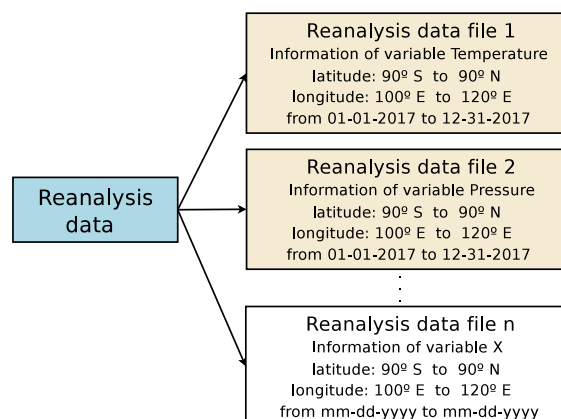 Reanalysis data file 1
Information of variable Temperature
latitude: 90º S to 90º N
longitude: 100º E to 120º E
from 01-01-2017 to 12-31-2017
Reanalysis
data
Reanalysis data file 2
Information of variable Pressure
latitude: 90º S to 90º N
longitude: 100º E to 120º E
from 01-01-2017 to 12-31-2017
Reanalysis data file n
Information of variable X
latitude: 90º S to 90º N
longitude: 100º E to 120º E
from mm-dd-yyyy to mm-dd-yyyy